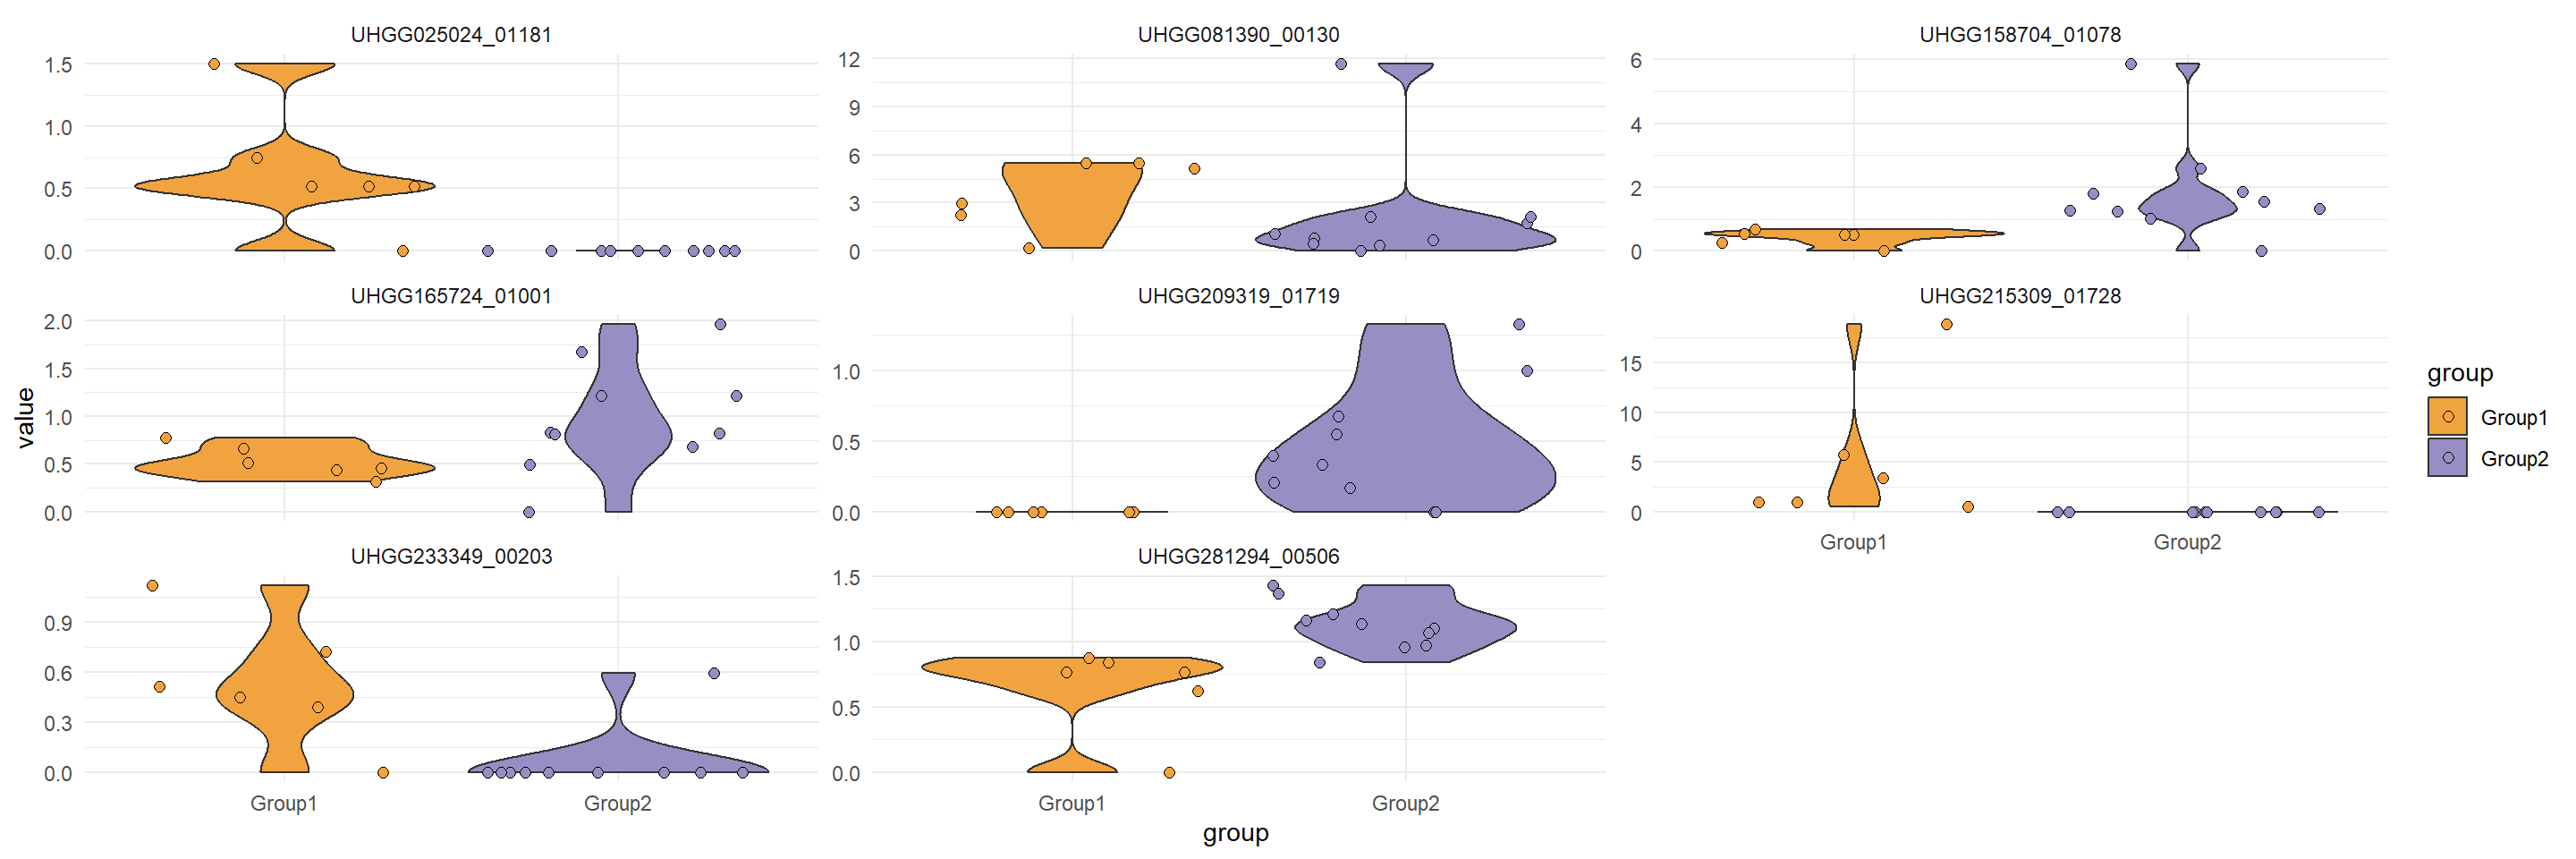 UHGG025024_01181
UHGG081390_00130
UHGG158704_01078
1.5
1.0
0.5
0.0
12
9
6
3
0
6
4
2
0
UHGG165724_01001
UHGG209319_01719
UHGG215309_01728
2.0
1.5
1.0
0.5
0.0
1.0
0.5
0.0
15
10
5
0
Group1
Group2
UHGG233349_00203
UHGG281294_00506
0.9
0.6
0.3
0.0
1.5
1.0
0.5
0.0
Group1
Group2
Group1
Group2
group
value
group
Group1
Group2